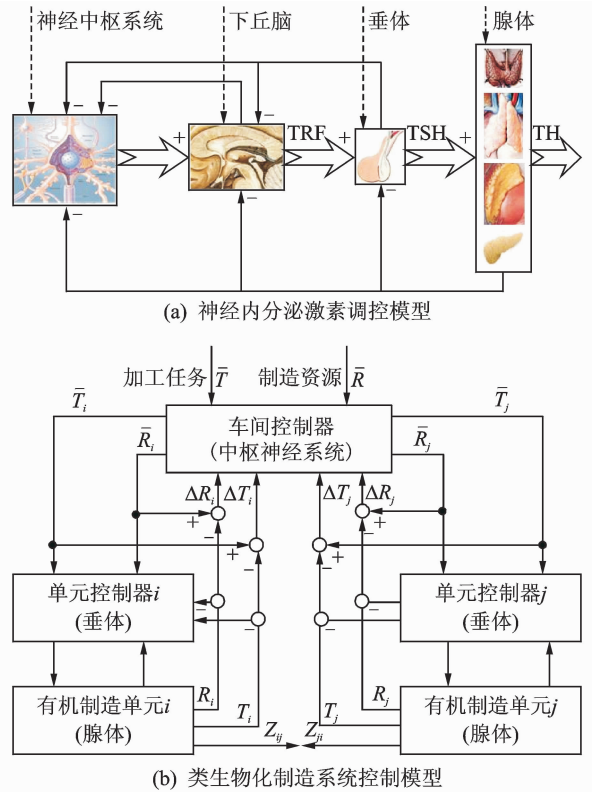 神经中枢系统 下丘脑 垂体 腺体
− − −
+ TRF + TSH + TH
− − −
(a) 神经内分泌激素调控模型
加工任务 T̄ 制造资源 R̄
T̄i T̄j
R̄i 车间控制器 R̄j
(中枢神经系统)
ΔRi ΔTi ΔTj ΔRj
+ − + −
+ − + −
单元控制器i − − 单元控制器j
(垂体) − − (垂体)
有机制造单元i Ri Rj 有机制造单元j
(腺体) Ti Tj (腺体)
Zij Zji
(b) 类生物化制造系统控制模型